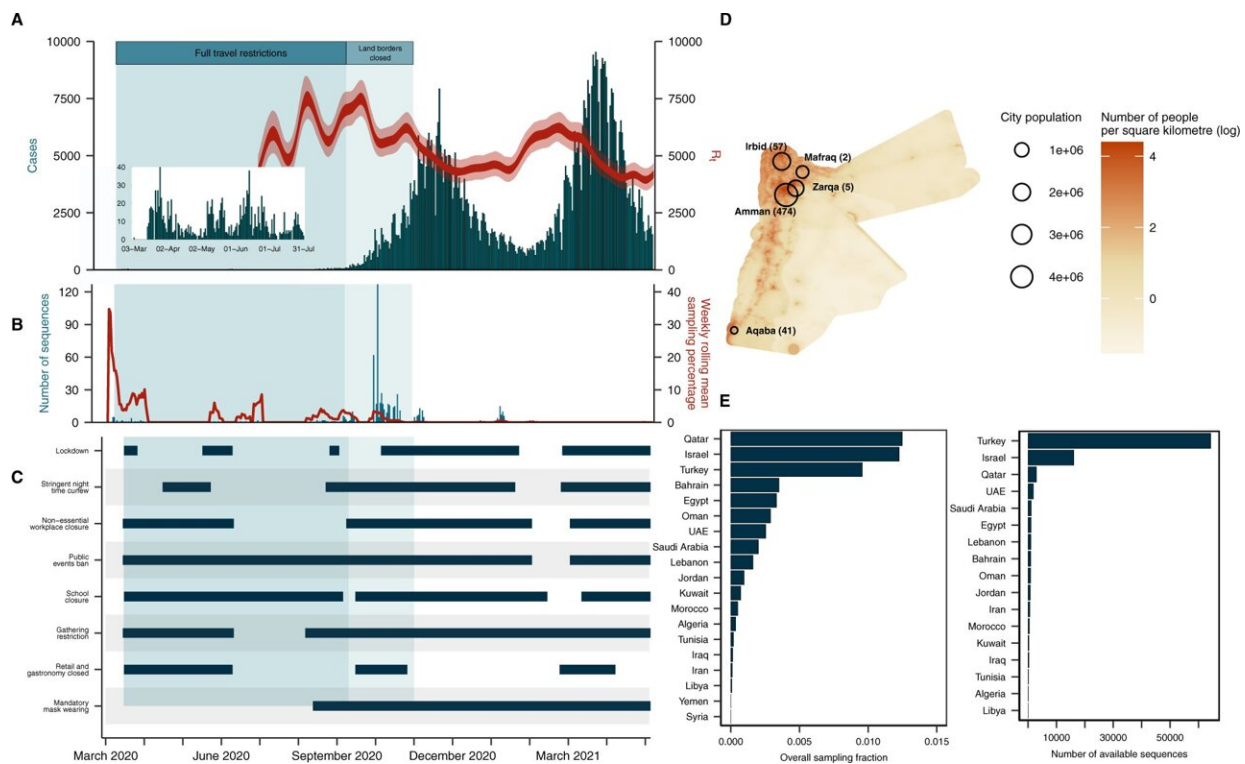 A
10000
7500
5000
2500
0
Cases
Full travel restrictions
Land borders
closed
10000
7500
5000
2500
0
Rt
40
30
20
10
0
03-Mar
02-Apr
02-May
01-Jun
01-Jul
31-Jul
B
120
90
60
30
0
Number of sequences
40
30
20
10
0
Weekly rolling mean
sampling percentage
C
Lockdown
Stringent night
time curfew
Non-essential
workplace closure
Public
events ban
School
closure
Gathering
restriction
Retail and
gastronomy closed
Mandatory
mask wearing
March 2020
June 2020
September 2020
December 2020
March 2021
D
Irbid (57)
Mafraq (2)
Zarqa (5)
Amman (474)
Aqaba (41)
City population
1e+06
2e+06
3e+06
4e+06
Number of people
per square kilometre (log)
4
2
0
E
Qatar
Israel
Turkey
Bahrain
Egypt
Oman
UAE
Saudi Arabia
Lebanon
Jordan
Kuwait
Morocco
Algeria
Tunisia
Iraq
Iran
Libya
Yemen
Syria
0.000
0.005
0.010
0.015
Overall sampling fraction
Turkey
Israel
Qatar
UAE
Saudi Arabia
Egypt
Lebanon
Bahrain
Oman
Jordan
Iran
Morocco
Kuwait
Iraq
Tunisia
Algeria
Libya
10000
30000
50000
Number of available sequences